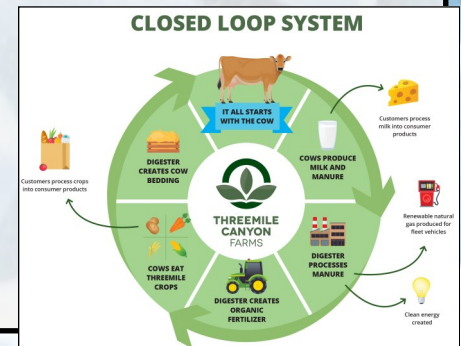 CLOSED LOOP SYSTEM
IT ALL STARTS
WITH THE COW
Customers process
milk into consumer
products
COWS PRODUCE
MILK AND
MANURE
DIGESTER
CREATES COW
BEDDING
Customers process crops
into consumer products
THREEMILE
CANYON
FARMS
Renewable natural
gas produced for
fleet vehicles
DIGESTER
PROCESSES
MANURE
COWS EAT
THREEMILE
CROPS
DIGESTER CREATES
ORGANIC
FERTILIZER
Clean energy
created